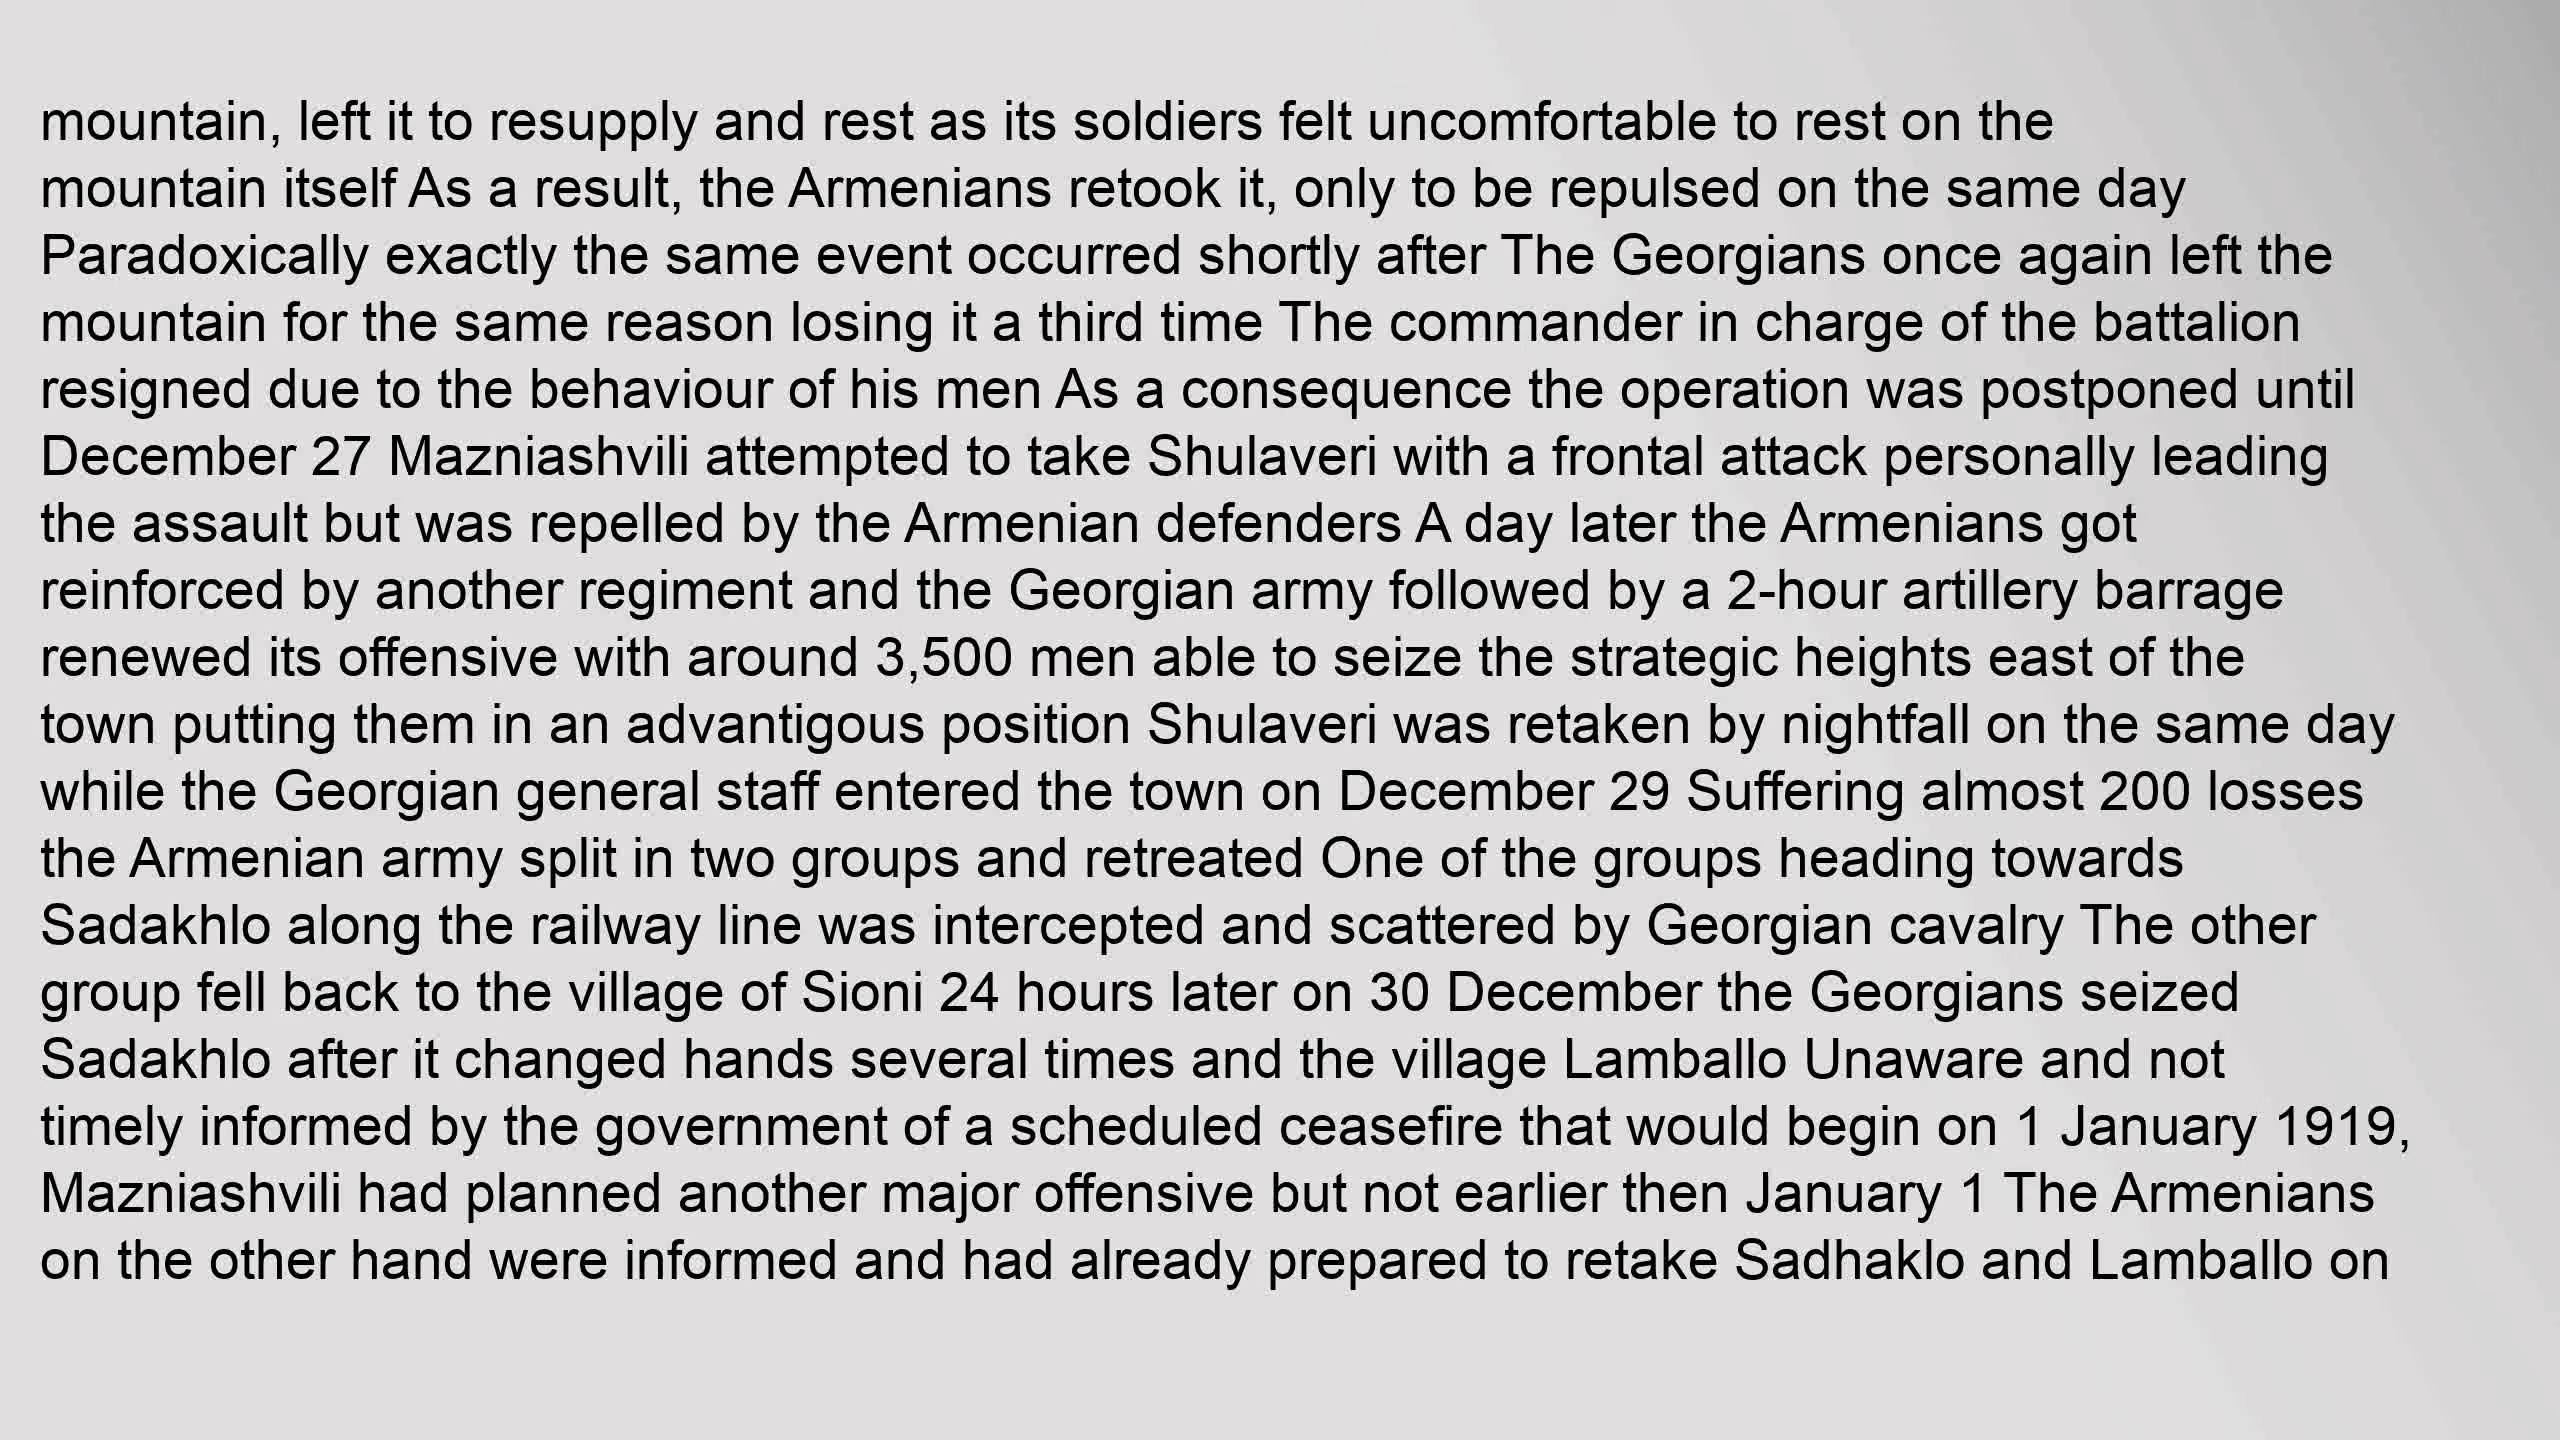 mountain, left it to resupply and rest as its soldiers felt uncomfortable to rest on the
mountain itself As a result, the Armenians retook it, only to be repulsed on the same day
Paradoxically exactly the same event occurred shortly after The Georgians once again left the
mountain for the same reason losing it a third time The commander in charge of the battalion
resigned due to the behaviour of his men As a consequence the operation was postponed until
December 27 Mazniashvili attempted to take Shulaveri with a frontal attack personally leading
the assault but was repelled by the Armenian defenders A day later the Armenians got
reinforced by another regiment and the Georgian army followed by a 2-hour artillery barrage
renewed its offensive with around 3,500 men able to seize the strategic heights east of the
town putting them in an advantigous position Shulaveri was retaken by nightfall on the same day
while the Georgian general staff entered the town on December 29 Suffering almost 200 losses
the Armenian army split in two groups and retreated One of the groups heading towards
Sadakhlo along the railway line was intercepted and scattered by Georgian cavalry The other
group fell back to the village of Sioni 24 hours later on 30 December the Georgians seized
Sadakhlo after it changed hands several times and the village Lamballo Unaware and not
timely informed by the government of a scheduled ceasefire that would begin on 1 January 1919,
Mazniashvili had planned another major offensive but not earlier then January 1 The Armenians
on the other hand were informed and had already prepared to retake Sadhaklo and Lamballo on